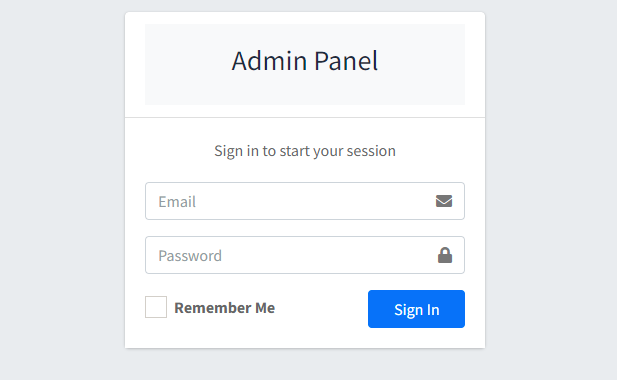 Admin Panel
Sign in to start your session
Email
Password
Remember Me
Sign In